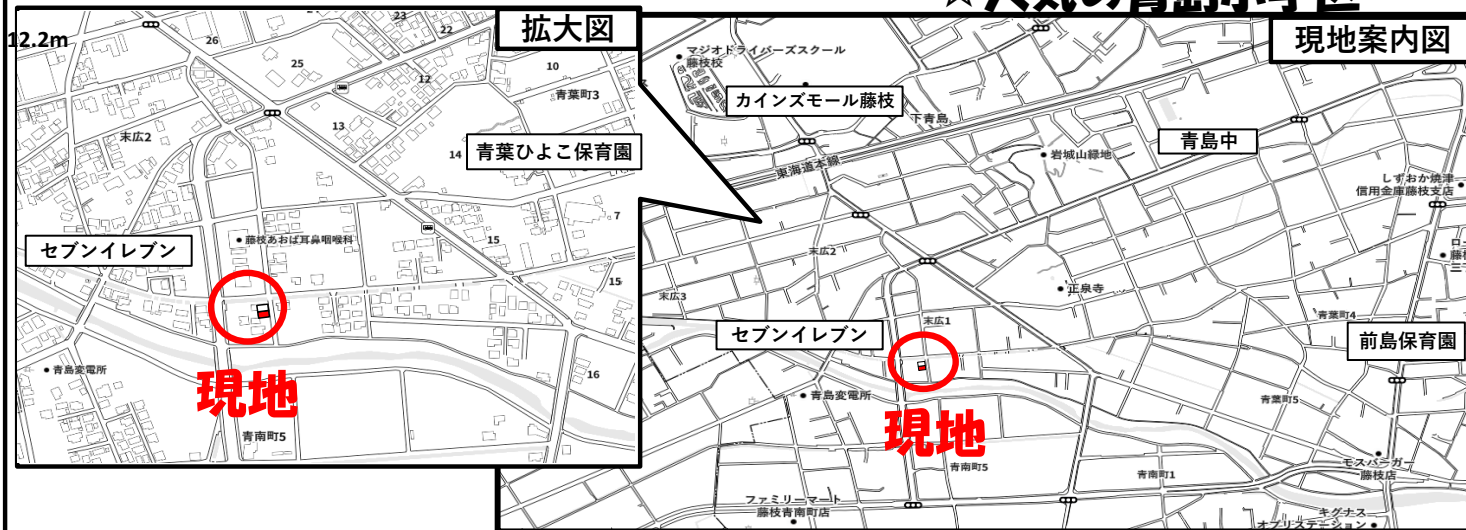 12.2m
拡大図
26
25
24
23
22
12
10
青葉町3
13
末広2
14
青葉ひよこ保育園
7
15
藤枝あおば耳鼻咽喉科
セブンイレブン
15
青島変電所
現地
16
青南町5
現地案内図
マジオドライバーズスクール
藤枝校
カインズモール藤枝
下青島
青島中
岩城山緑地
東海道本線
しずおか焼津
信用金庫藤枝支店
末広2
末広3
正泉寺
末広1
青葉町4
セブンイレブン
前島保育園
青島変電所
現地
青葉町5
青南町5
青南町1
モスバーガー
藤枝店
ファミリーマート
藤枝青南町店
キグナス
オブリステーション